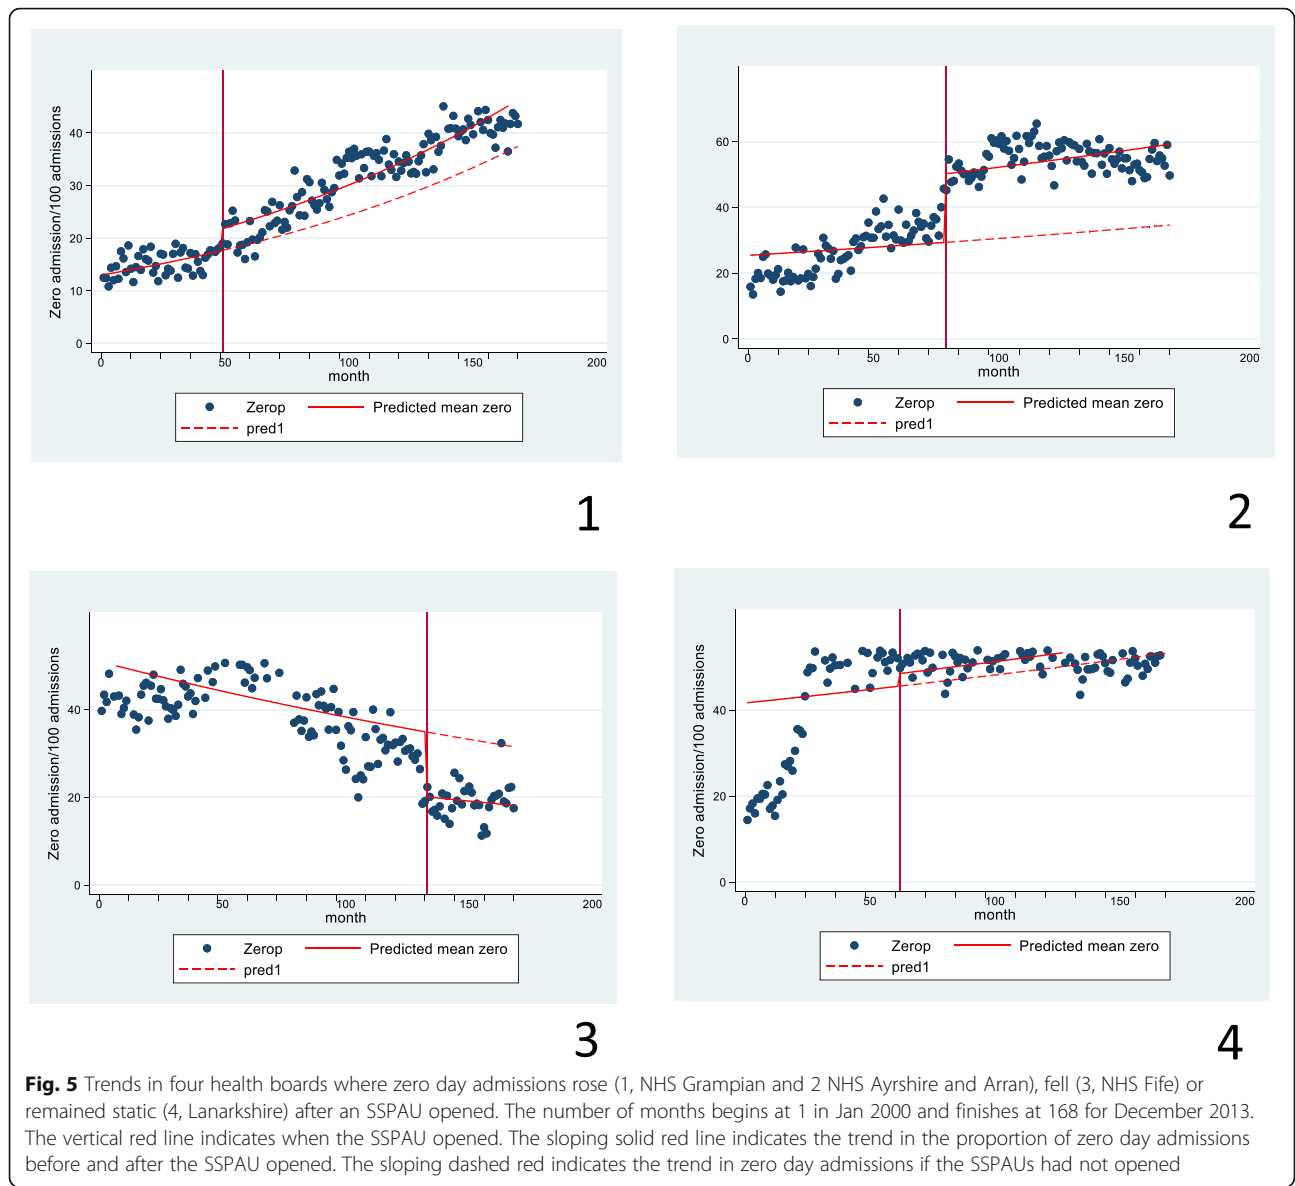 Zero admission/100 admissions
40
30
20
10
0
0 50 100 150 200
month
Zerop Predicted mean zero
pred1
1
60
40
20
0
0 50 100 150 200
month
Zerop Predicted mean zero
pred1
2
Zero admission/100 admissions
40
20
0
0 50 100 150 200
month
Zerop Predicted mean zero
pred1
3
Zero admission/100 admissions
40
20
0
0 50 100 150 200
month
Zerop Predicted mean zero
pred1
4
Fig. 5 Trends in four health boards where zero day admissions rose (1, NHS Grampian and 2 NHS Ayrshire and Arran), fell (3, NHS Fife) or
remained static (4, Lanarkshire) after an SSPAU opened. The number of months begins at 1 in Jan 2000 and finishes at 168 for December 2013.
The vertical red line indicates when the SSPAU opened. The sloping solid red line indicates the trend in the proportion of zero day admissions
before and after the SSPAU opened. The sloping dashed red indicates the trend in zero day admissions if the SSPAUs had not opened